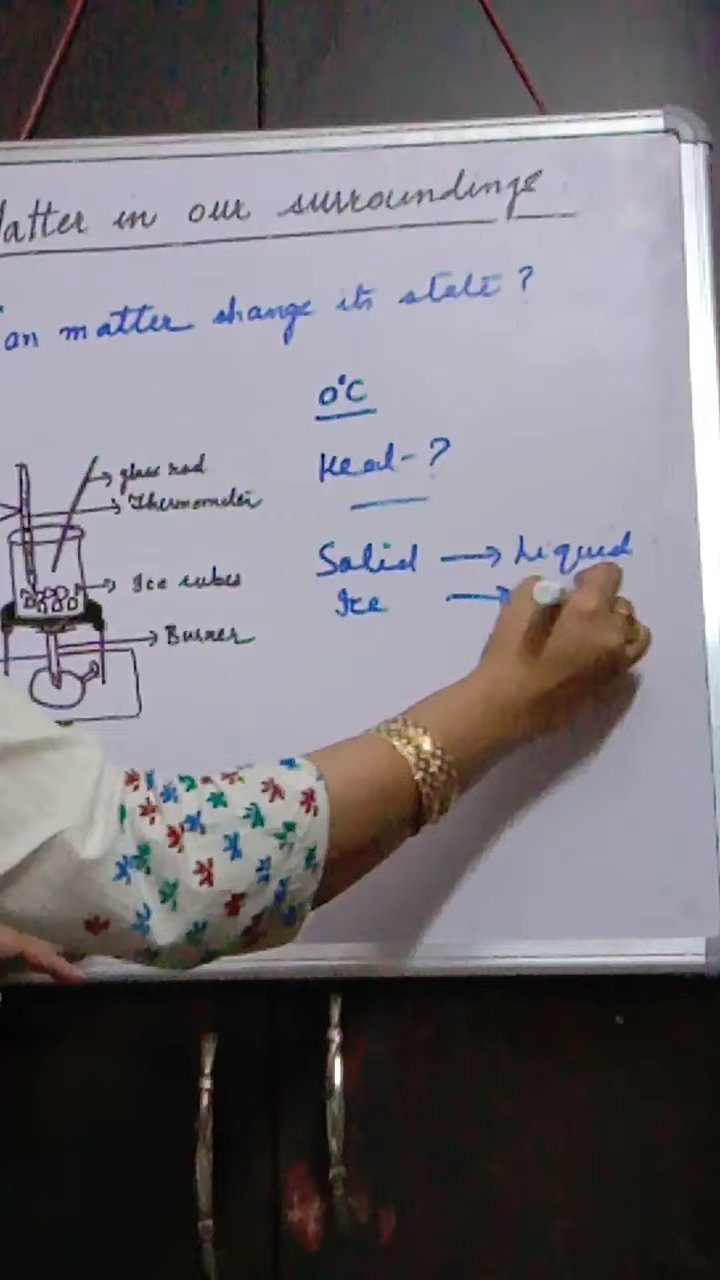 atter in our surroundings
an matter change its state?
0°C
Heat-?
glass rod
Thermometer
Solid → Liquid
Ice cubes
Ice →
Burner